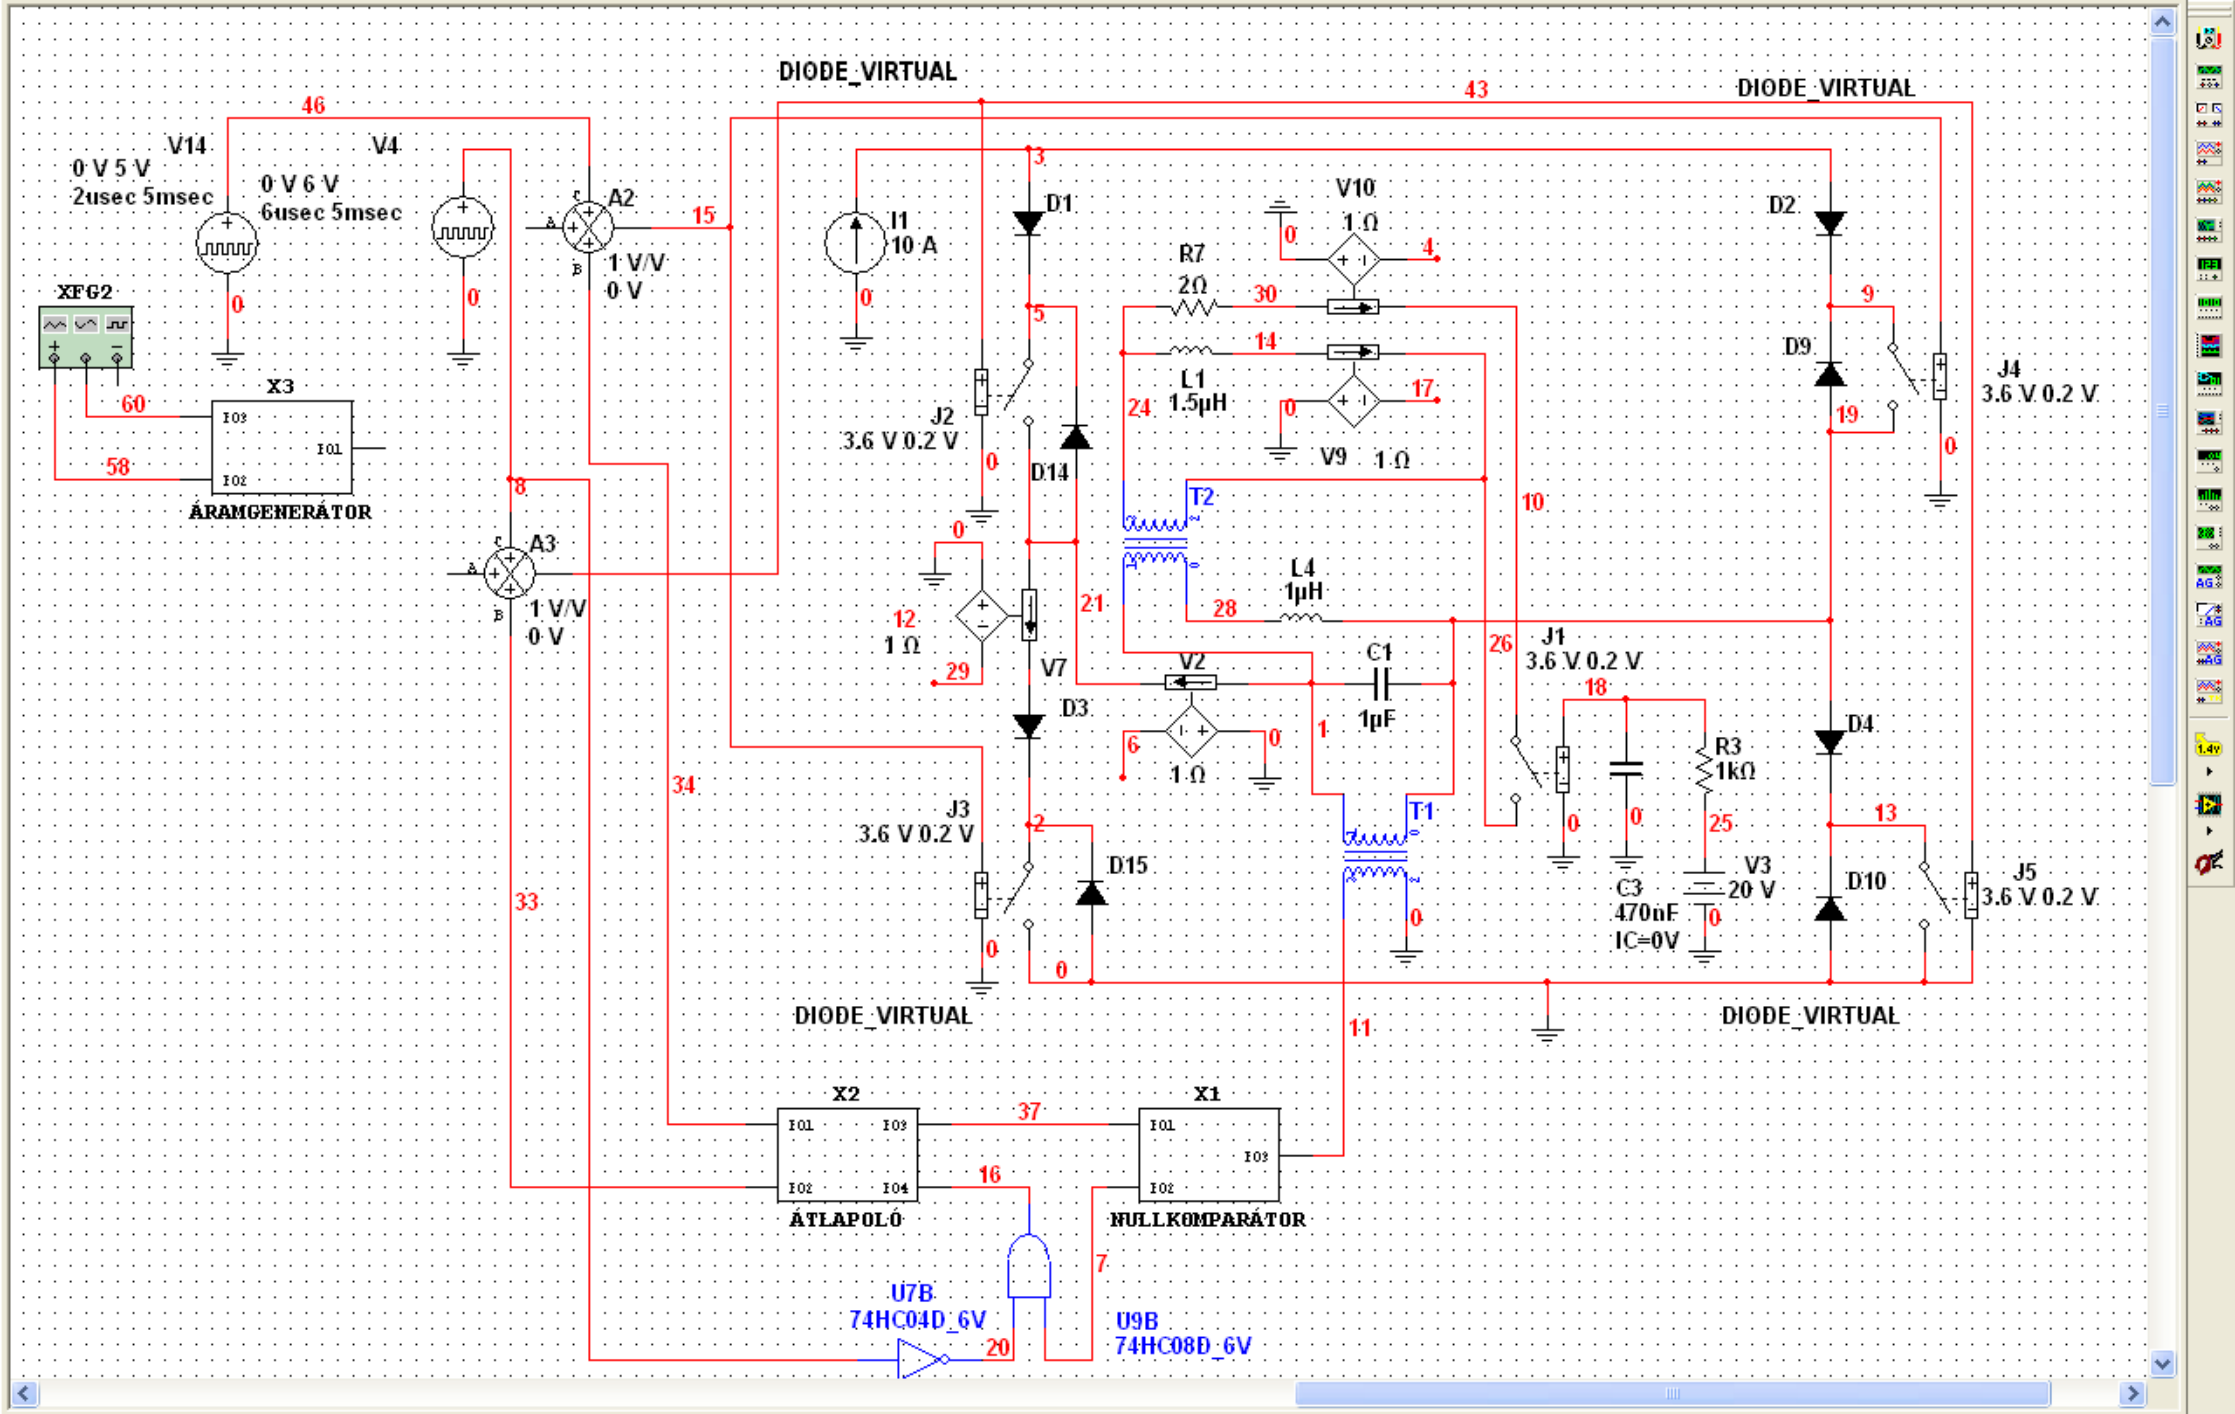 DIODE_VIRTUAL
43
DIODE_VIRTUAL
46
V14
0 V 5 V
2usec 5msec
V4
0 V 6 V
6usec 5msec
A2
C
A
B
1 V/V
0 V
15
3
I1
10 A
0
D1
V10
1 Ω
0
4
D2
R7
2Ω
30
0
0
XFG2
5
14
9
D9
J4
3.6 V 0.2 V
X3
60
IO3
IO1
58
IO2
ÁRAMGENERÁTOR
L1
1.5µH
24
0
17
V9
1 Ω
19
0
J2
3.6 V 0.2 V
0
D14
8
T2
10
C
A3
A
B
1 V/V
0 V
0
12
1 Ω
29
V7
21
28
L4
1µH
26
J1
3.6 V 0.2 V
V2
C1
1µF
18
D3
6
0
1 Ω
1
R3
1kΩ
D4
34
J3
3.6 V 0.2 V
2
D15
T1
0
0
0
25
13
33
C3
470nF
IC=0V
V3
20 V
0
D10
J5
3.6 V 0.2 V
0
0
DIODE_VIRTUAL
DIODE_VIRTUAL
11
X2
X1
IO1
IO3
37
IO1
IO3
IO2
IO4
16
IO2
ÁTLAPOLÓ
NULLKOMPARÁTOR
7
U7B
74HC04D_6V
20
U9B
74HC08D_6V